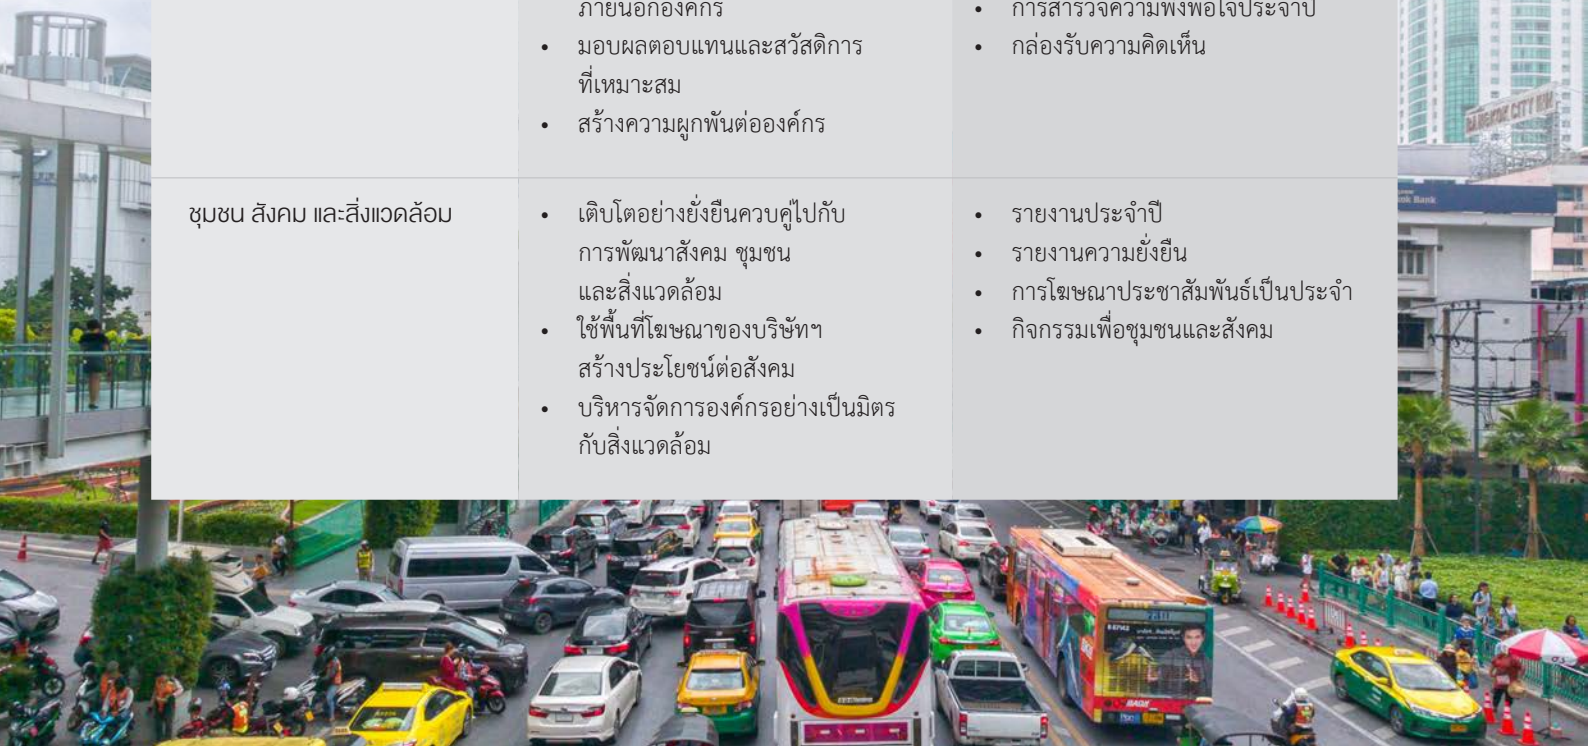 ภายนอกองค์กร
• มอบผลตอบแทนและสวัสดิการ
ที่เหมาะสม
• สร้างความผูกพันต่อองค์กร
• การสำรวจความพึงพอใจประจำปี
• กล่องรับความคิดเห็น
ชุมชน สังคม และสิ่งแวดล้อม
• เติบโตอย่างยั่งยืนควบคู่ไปกับ
การพัฒนาสังคม ชุมชน
และสิ่งแวดล้อม
• ใช้พื้นที่โฆษณาของบริษัทฯ
สร้างประโยชน์ต่อสังคม
• บริหารจัดการองค์กรอย่างเป็นมิตร
กับสิ่งแวดล้อม
• รายงานประจำปี
• รายงานความยั่งยืน
• การโฆษณาประชาสัมพันธ์เป็นประจำ
• กิจกรรมเพื่อชุมชนและสังคม
BANGKOK CITY INN